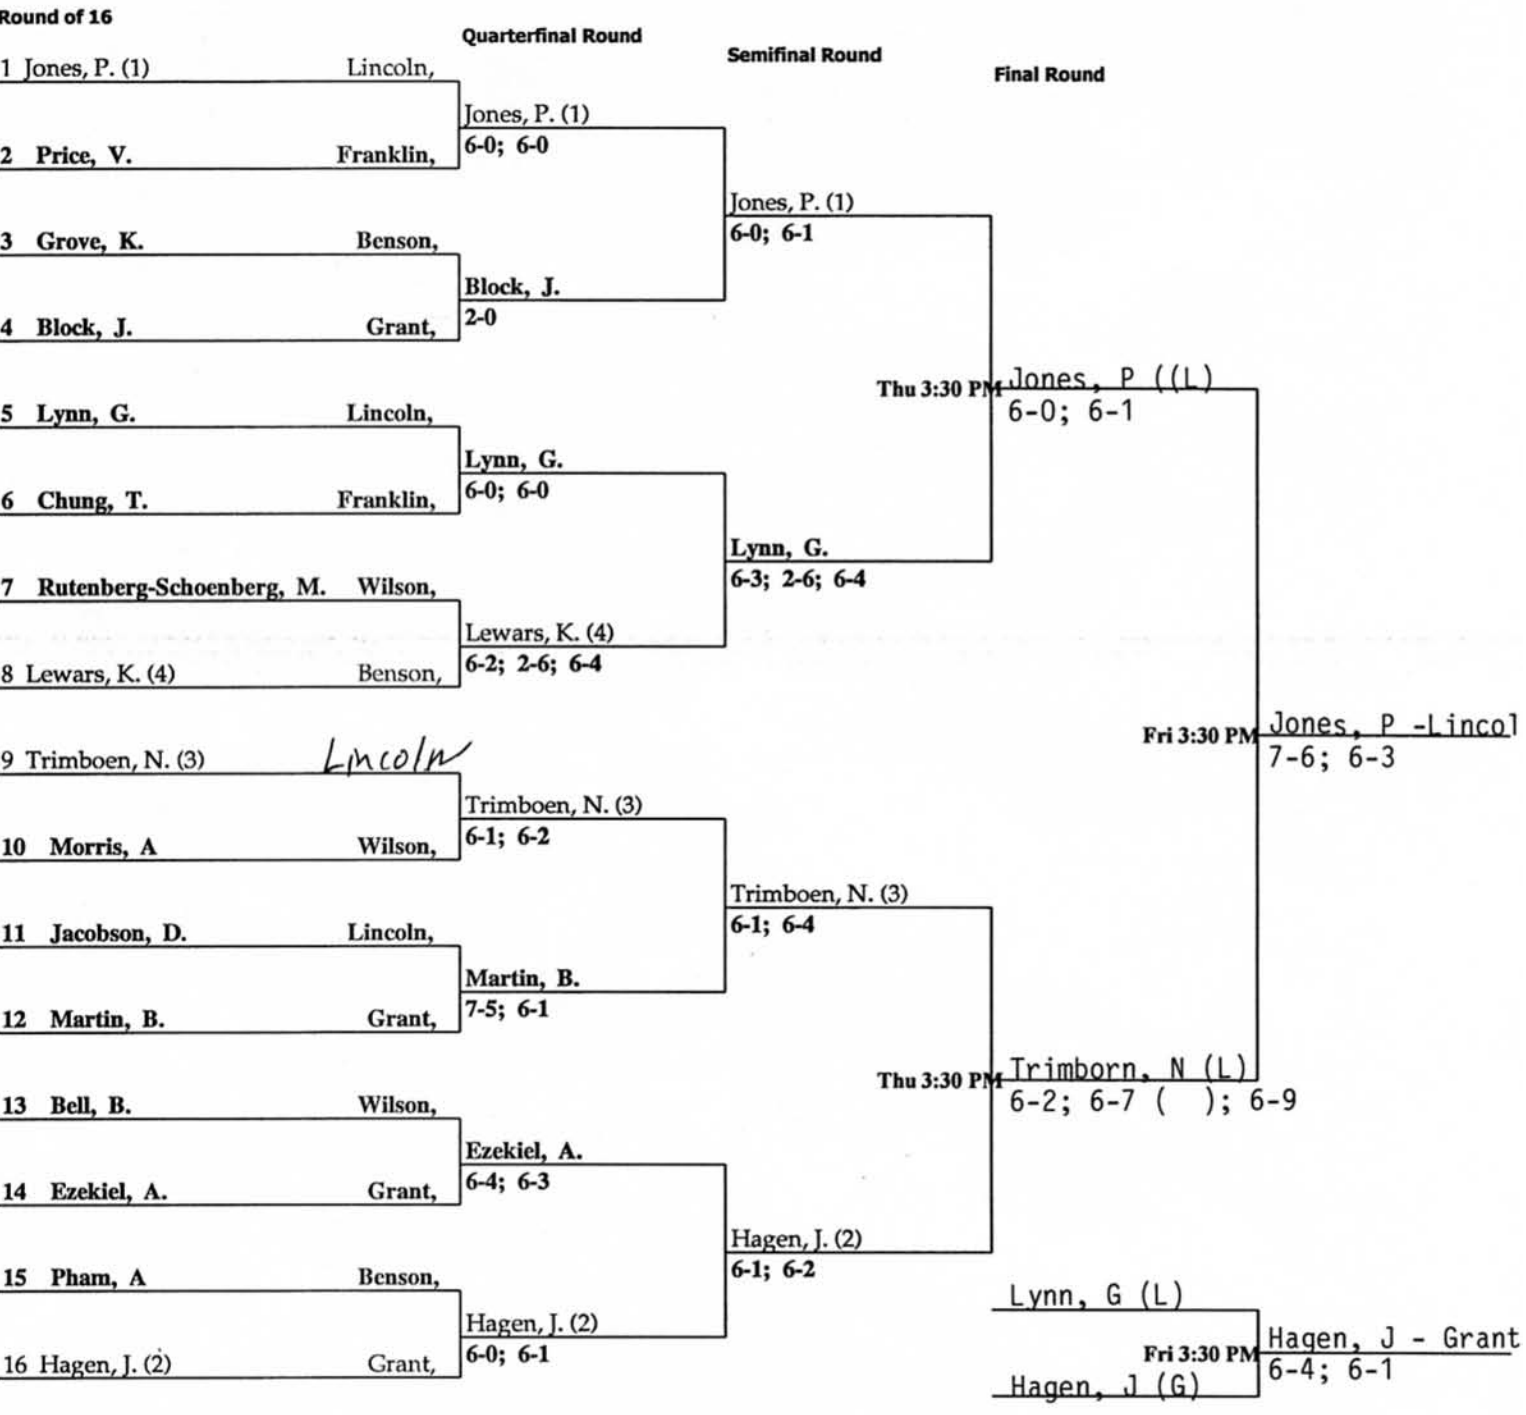 Round of 16
Quarterfinal Round
Semifinal Round
Final Round
1 Jones, P. (1) Lincoln,
Jones, P. (1)
6-0; 6-0
2 Price, V. Franklin,
Jones, P. (1)
6-0; 6-1
3 Grove, K. Benson,
Block, J.
2-0
4 Block, J. Grant,
Thu 3:30 PM Jones, P ((L)
6-0; 6-1
5 Lynn, G. Lincoln,
Lynn, G.
6-0; 6-0
6 Chung, T. Franklin,
Lynn, G.
6-3; 2-6; 6-4
7 Rutenberg-Schoenberg, M. Wilson,
Lewars, K. (4)
6-2; 2-6; 6-4
8 Lewars, K. (4) Benson,
Fri 3:30 PM Jones, P -Lincol
7-6; 6-3
9 Trimboen, N. (3) Lincoln
Trimboen, N. (3)
6-1; 6-2
10 Morris, A Wilson,
Trimboen, N. (3)
6-1; 6-4
11 Jacobson, D. Lincoln,
Martin, B.
7-5; 6-1
12 Martin, B. Grant,
Thu 3:30 PM Trimborn, N (L)
6-2; 6-7 ( ); 6-9
13 Bell, B. Wilson,
Ezekiel, A.
6-4; 6-3
14 Ezekiel, A. Grant,
Hagen, J. (2)
6-1; 6-2
15 Pham, A Benson,
Hagen, J. (2)
6-0; 6-1
16 Hagen, J. (2) Grant,
Lynn, G (L)
Fri 3:30 PM Hagen, J - Grant
6-4; 6-1
Hagen, J (G)